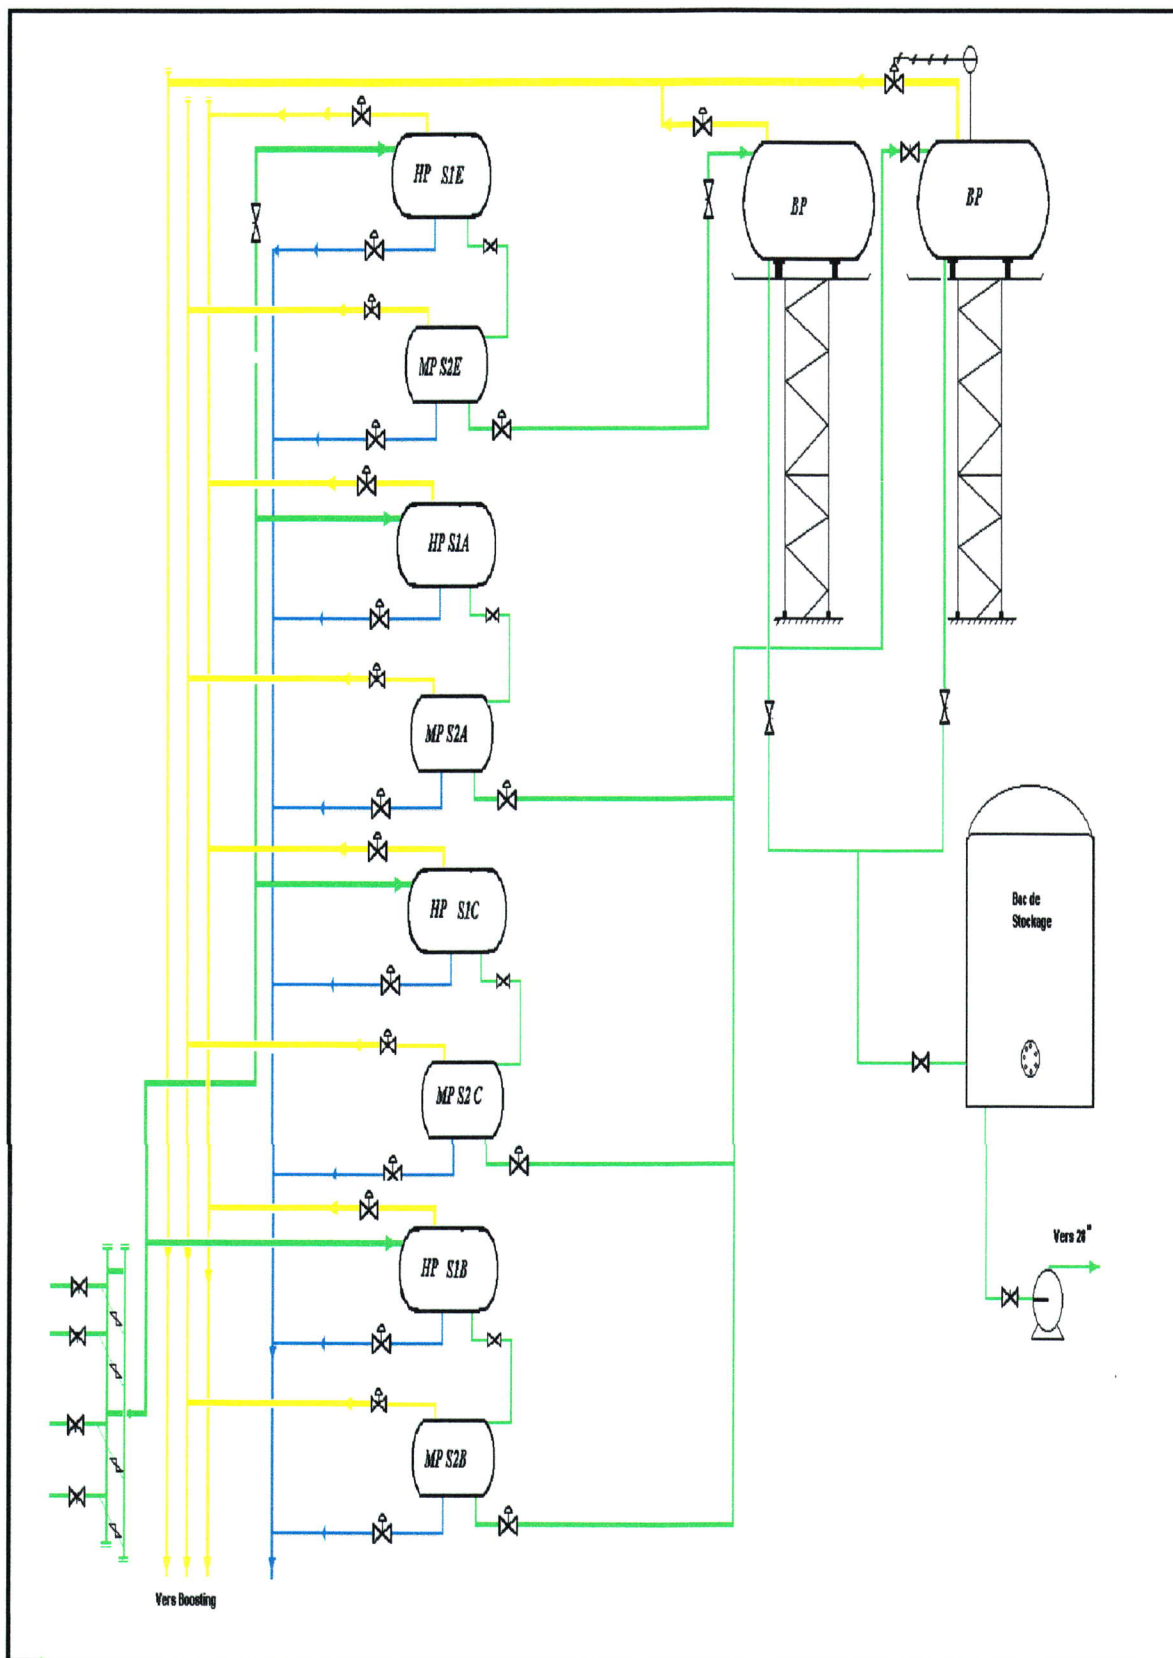 HP S1E
BP
BP
MP S2E
HP S1A
MP S2A
HP S1C
Bac de
Stockage
MP S2 C
HP S1B
Vers 28"
MP S2B
Vers Boosting